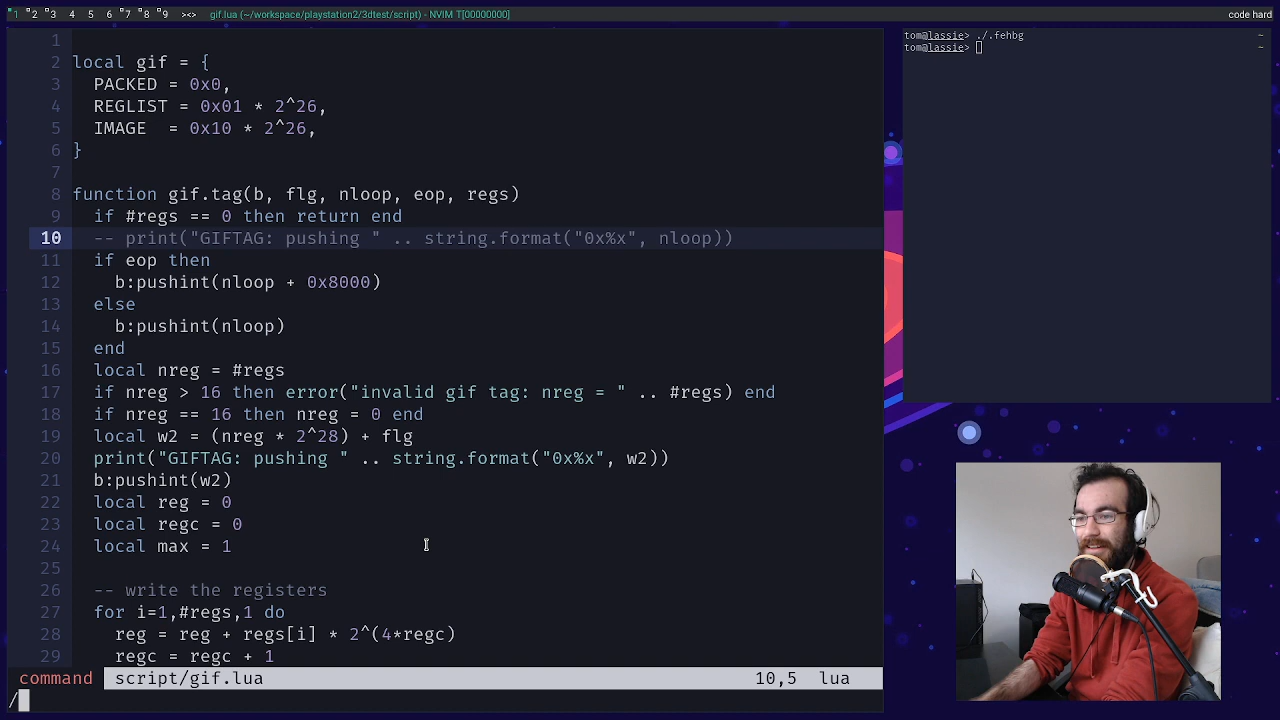 1 2 3 4 5 6 7 8 9 ><> gif.lua (~/workspace/playstation2/3dtest/script) - NVIM T[00000000] code hard
1
2 local gif = {
3 PACKED = 0x0,
4 REGLIST = 0x01 * 2^26,
5 IMAGE  = 0x10 * 2^26,
6 }
7
8 function gif.tag(b, flg, nloop, eop, regs)
9 if #regs == 0 then return end
10 -- print("GIFTAG: pushing " .. string.format("0x%x", nloop))
11 if eop then
12 b:pushint(nloop + 0x8000)
13 else
14 b:pushint(nloop)
15 end
16 local nreg = #regs
17 if nreg > 16 then error("invalid gif tag: nreg = " .. #regs) end
18 if nreg == 16 then nreg = 0 end
19 local w2 = (nreg * 2^28) + flg
20 print("GIFTAG: pushing " .. string.format("0x%x", w2))
21 b:pushint(w2)
22 local reg = 0
23 local regc = 0
24 local max = 1
25
26 -- write the registers
27 for i=1,#regs,1 do
28 reg = reg + regs[i] * 2^(4*regc)
29 regc = regc + 1
command script/gif.lua 10,5 lua
/
tom@lassie> ./.fehbg ~
tom@lassie> ~